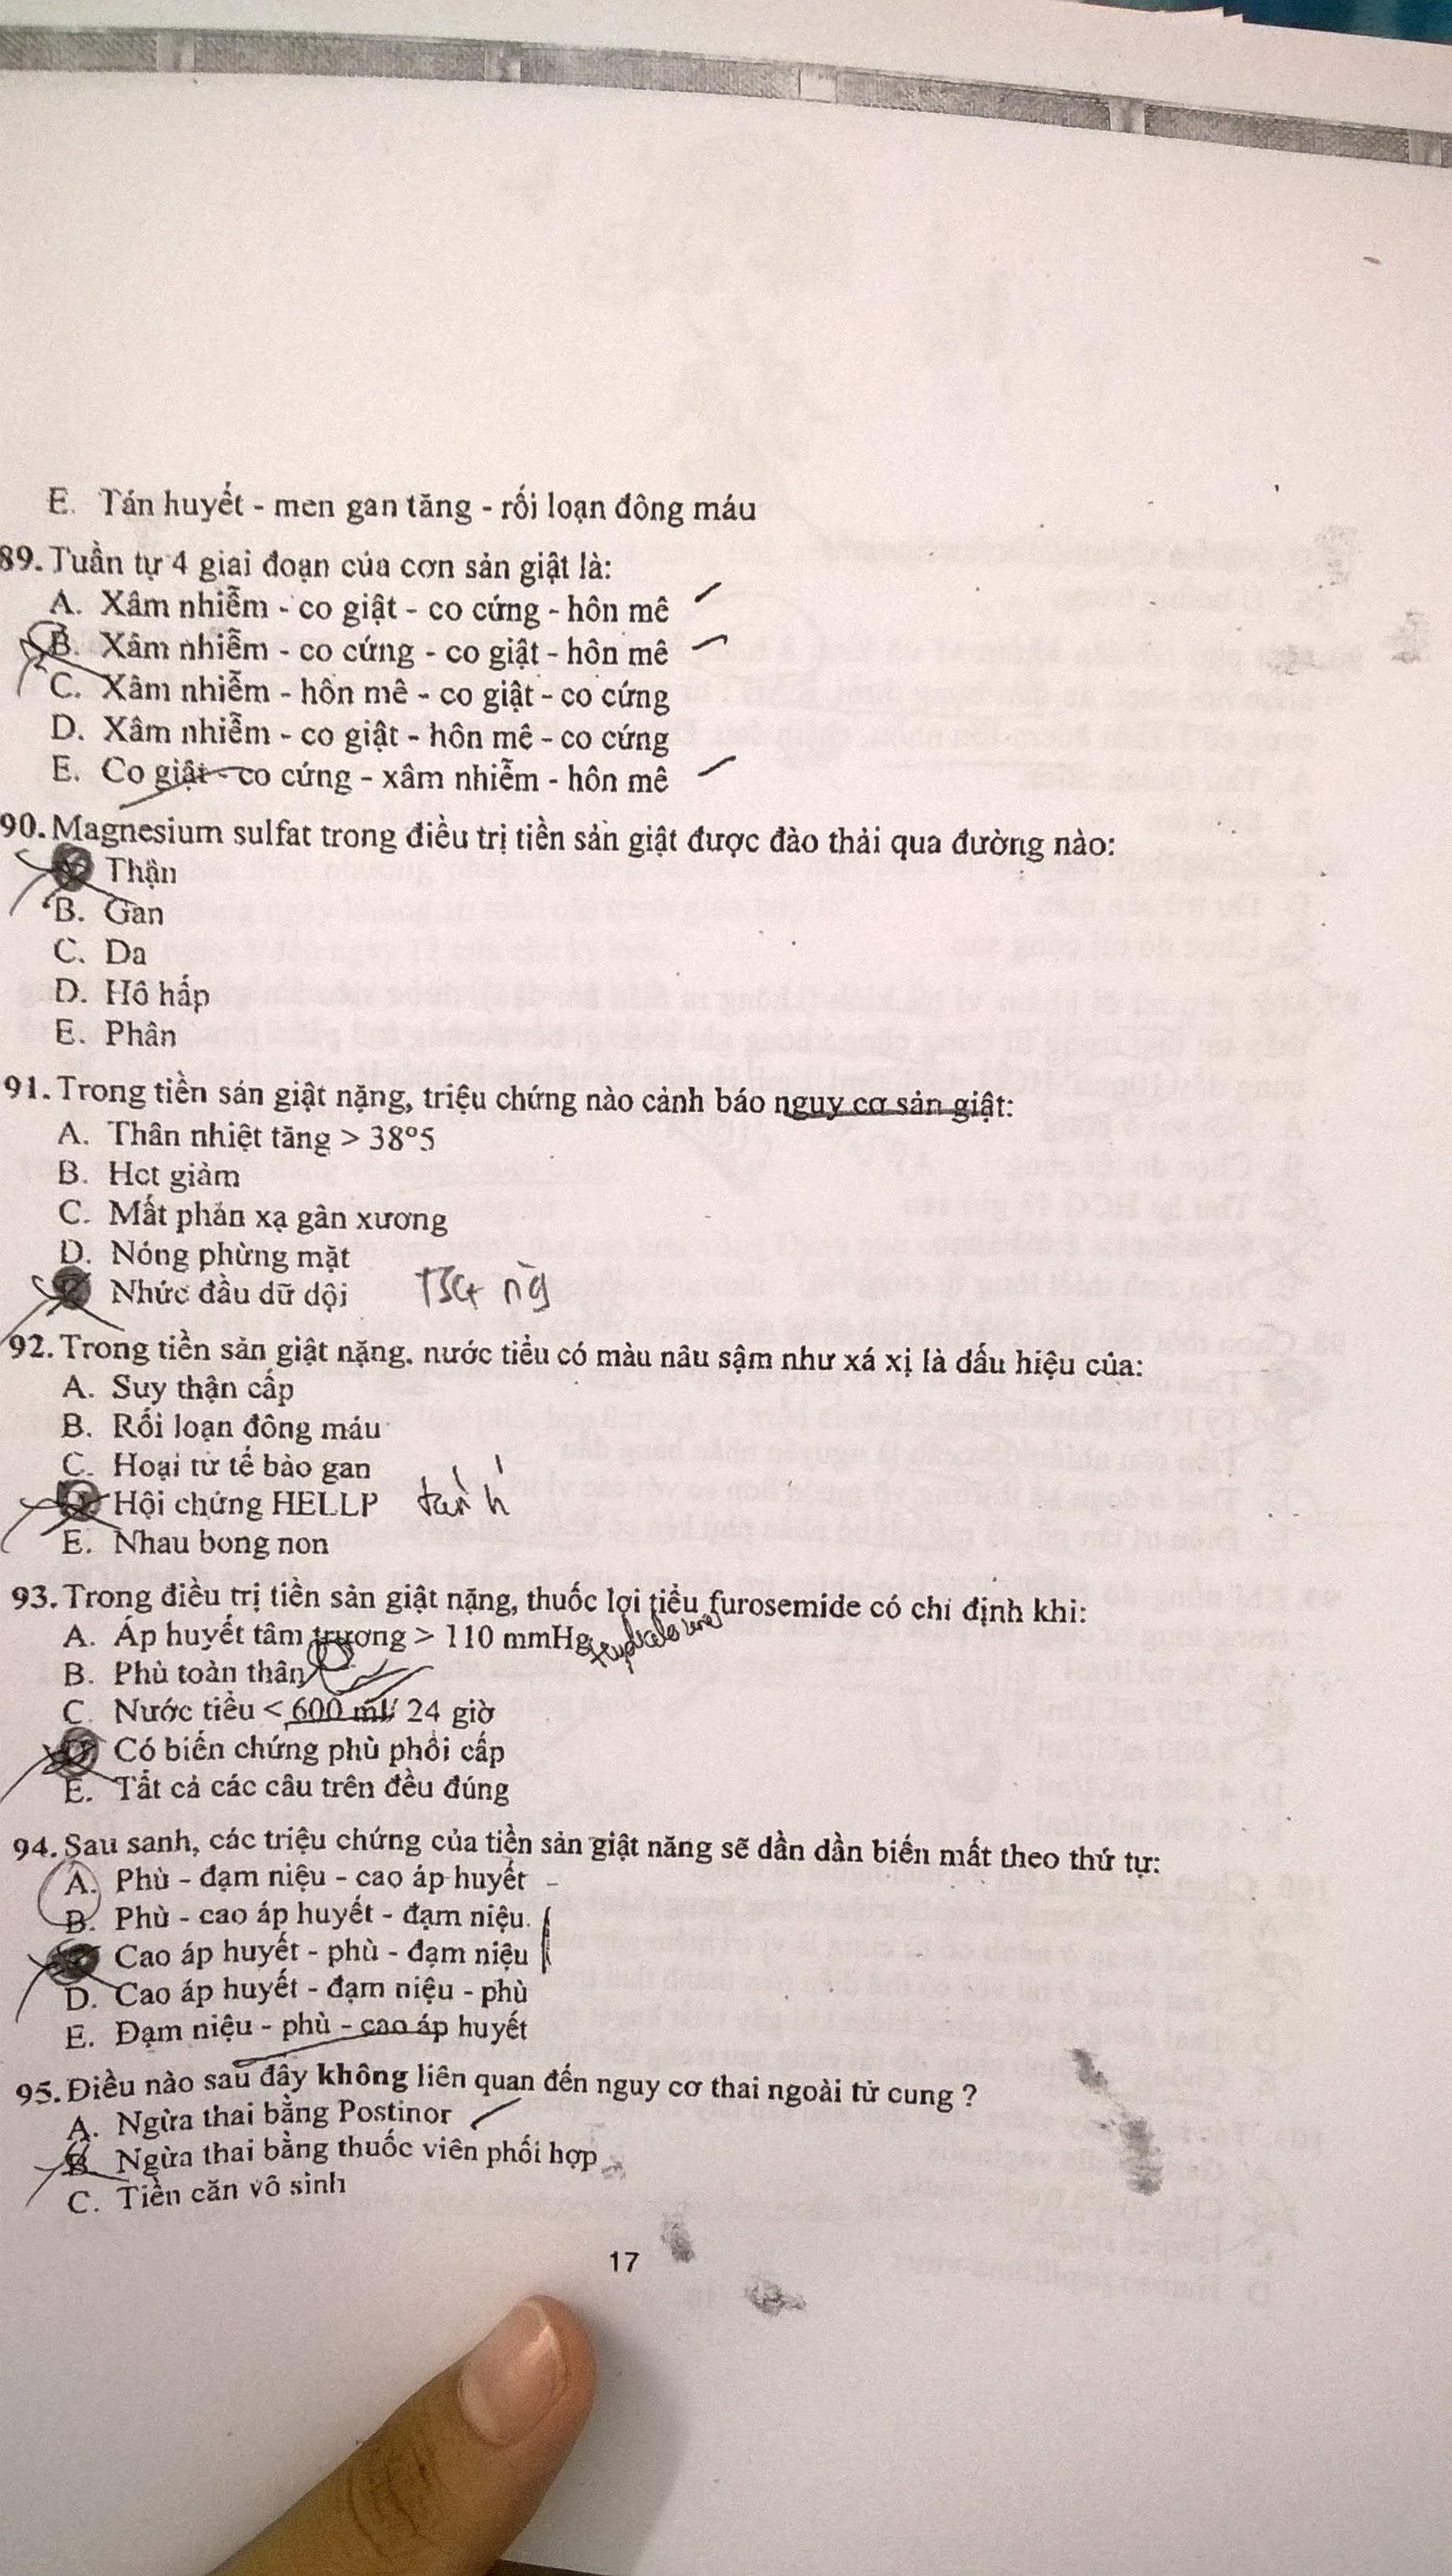 E. Tán huyết - men gan tăng - rối loạn đông máu
89. Tuần tự 4 giai đoạn của cơn sản giật là:
A. Xâm nhiễm - co giật - co cứng - hôn mê
B. Xâm nhiễm - co cứng - co giật - hôn mê
C. Xâm nhiễm - hôn mê - co giật - co cứng
D. Xâm nhiễm - co giật - hôn mê - co cứng
E. Co giật - co cứng - xâm nhiễm - hôn mê
90. Magnesium sulfat trong điều trị tiền sản giật được đào thải qua đường nào:
Thận
B. Gan
C. Da
D. Hô hấp
E. Phân
91. Trong tiền sản giật nặng, triệu chứng nào cảnh báo nguy cơ sản giật:
A. Thân nhiệt tăng > 38°5
B. Hct giảm
C. Mất phản xạ gân xương
D. Nóng phừng mặt
Nhức đầu dữ dội TSG nặg
92. Trong tiền sản giật nặng, nước tiểu có màu nâu sậm như xá xị là dấu hiệu của:
A. Suy thận cấp
B. Rối loạn đông máu
C. Hoại tử tế bào gan
Hội chứng HELLP
E. Nhau bong non
93. Trong điều trị tiền sản giật nặng, thuốc lợi tiểu furosemide có chỉ định khi:
A. Áp huyết tâm trương > 110 mmHg
B. Phù toàn thân
C. Nước tiểu < 600 ml/ 24 giờ
Có biến chứng phù phổi cấp
E. Tất cả các câu trên đều đúng
94. Sau sanh, các triệu chứng của tiền sản giật năng sẽ dần dần biến mất theo thứ tự:
A. Phù - đạm niệu - cao áp huyết
B. Phù - cao áp huyết - đạm niệu.
Cao áp huyết - phù - đạm niệu
D. Cao áp huyết - đạm niệu - phù
E. Đạm niệu - phù - cao áp huyết
95. Điều nào sau đây không liên quan đến nguy cơ thai ngoài tử cung ?
A. Ngừa thai bằng Postinor
B. Ngừa thai bằng thuốc viên phối hợp
C. Tiền căn vô sinh
17